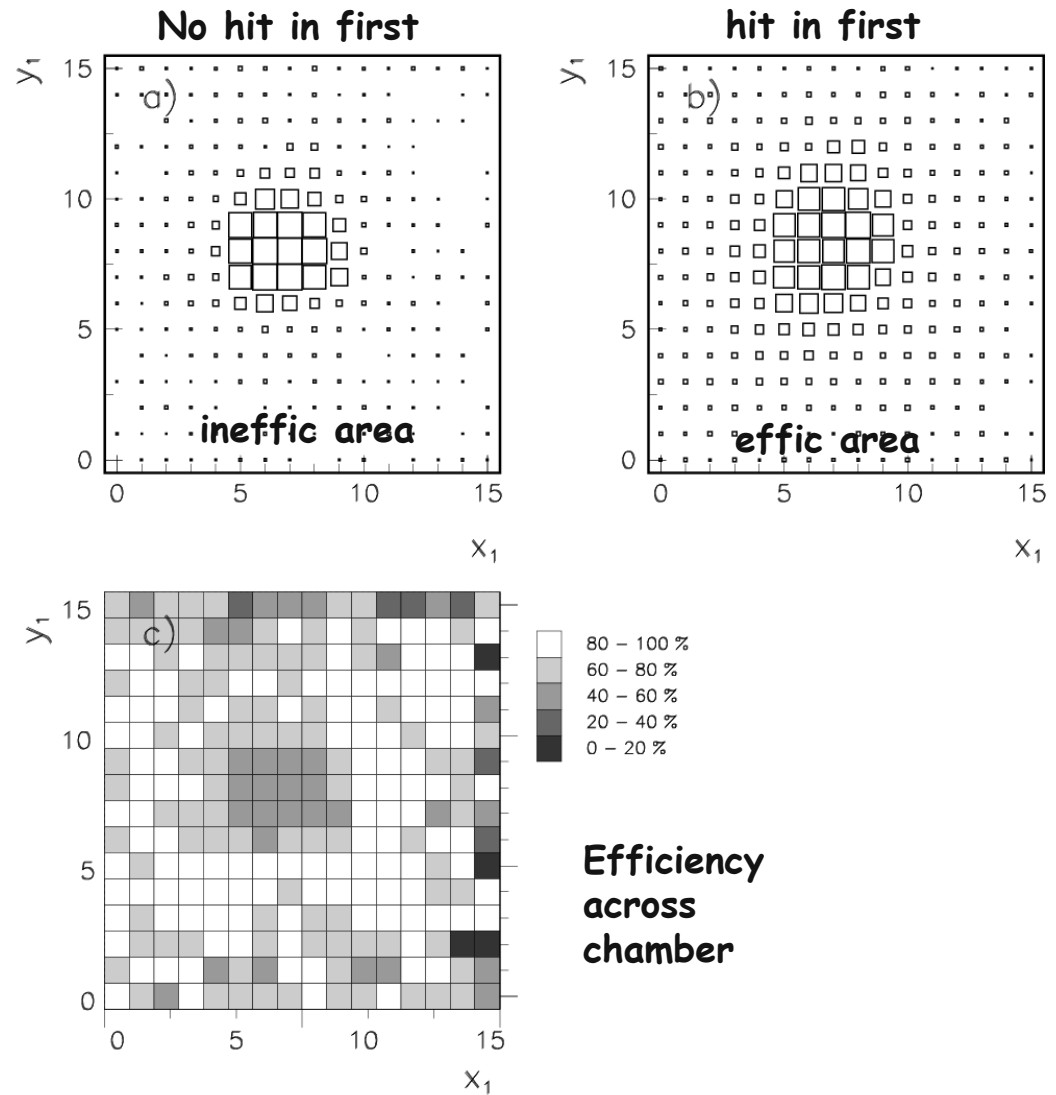 No hit in first
hit in first
y1
15
a)
10
5
ineffic area
0
0 5 10 15
x1
y1
15
b)
10
5
effic area
0
0 5 10 15
x1
y1
15
c)
10
5
0
0 5 10 15
x1
80 – 100 %
60 – 80 %
40 – 60 %
20 – 40 %
0 – 20 %
Efficiency
across
chamber